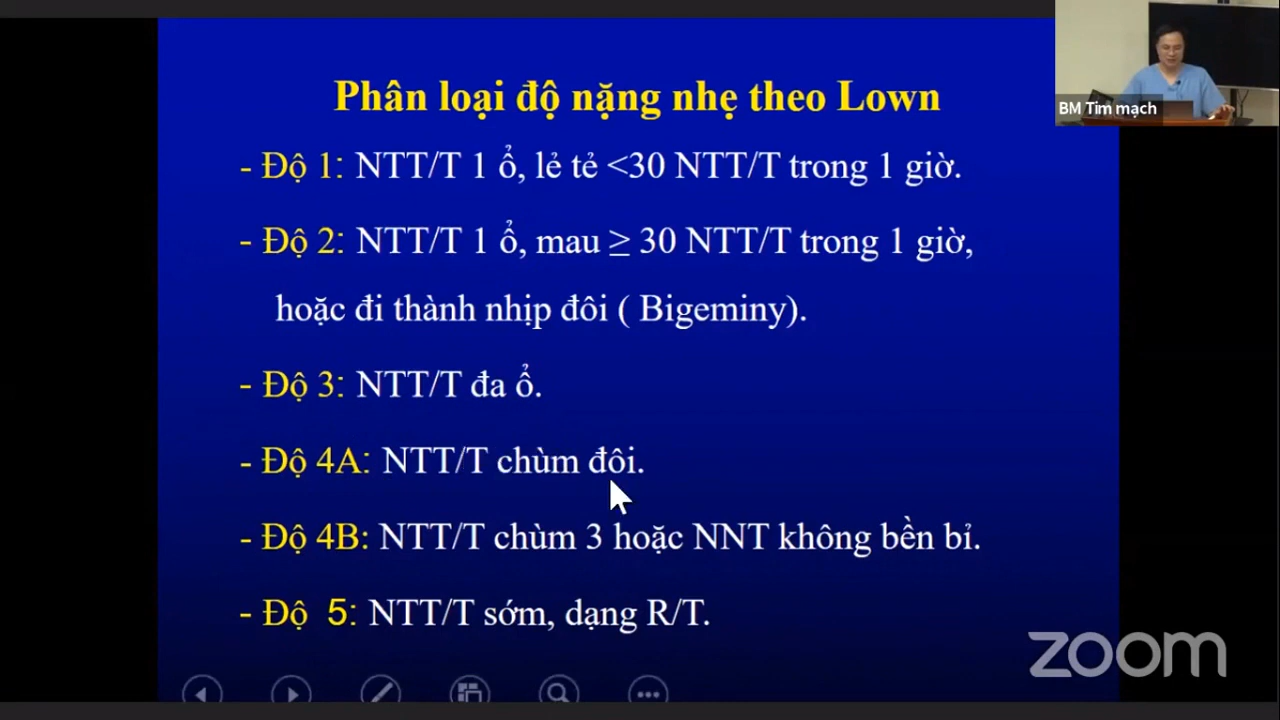 Phân loại độ nặng nhẹ theo Lown
BM Tim mạch
- Độ 1: NTT/T 1 ổ, lẻ tẻ <30 NTT/T trong 1 giờ.
- Độ 2: NTT/T 1 ổ, mau ≥ 30 NTT/T trong 1 giờ,
hoặc đi thành nhịp đôi ( Bigeminy).
- Độ 3: NTT/T đa ổ.
- Độ 4A: NTT/T chùm đôi.
- Độ 4B: NTT/T chùm 3 hoặc NNT không bền bỉ.
- Độ 5: NTT/T sớm, dạng R/T.
zoom